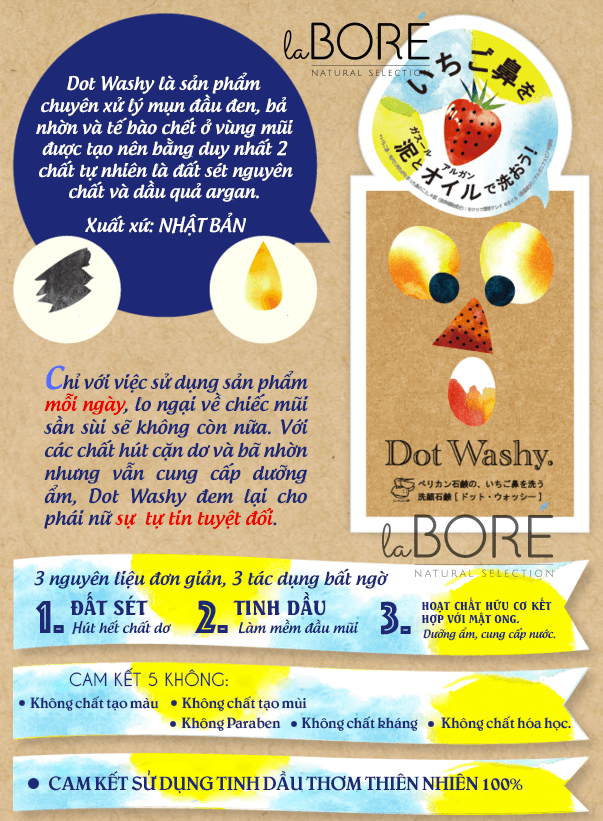 laBORÉ
NATURAL SELECTION
Dot Washy là sản phẩm
chuyên xử lý mụn đầu đen, bả
nhờn và tế bào chết ở vùng mũi
được tạo nên bằng duy nhất 2
chất tự nhiên là đất sét nguyên
chất và dầu quả argan.
Xuất xứ: NHẬT BẢN
いちご鼻を
ガスール アルガン
泥とオイルで洗おう!
Chỉ với việc sử dụng sản phẩm
mỗi ngày, lo ngại về chiếc mũi
sần sùi sẽ không còn nữa. Với
các chất hút cặn dơ và bã nhờn
nhưng vẫn cung cấp dưỡng
ẩm, Dot Washy đem lại cho
phái nữ sự tự tin tuyệt đối.
Dot Washy.
ペリカン石鹸の、いちご鼻を洗う
洗顔石鹸[ドット・ウォッシー]
laBORÉ
NATURAL SELECTION
3 nguyên liệu đơn giản, 3 tác dụng bất ngờ
1. ĐẤT SÉT
Hút hết chất dơ
2. TINH DẦU
Làm mềm đầu mũi
3. HOẠT CHẤT HỮU CƠ KẾT
HỢP VỚI MẬT ONG.
Dưỡng ẩm, cung cấp nước.
CAM KẾT 5 KHÔNG:
• Không chất tạo màu • Không chất tạo mùi
• Không Paraben • Không chất kháng • Không chất hóa học.
• CAM KẾT SỬ DỤNG TINH DẦU THƠM THIÊN NHIÊN 100%